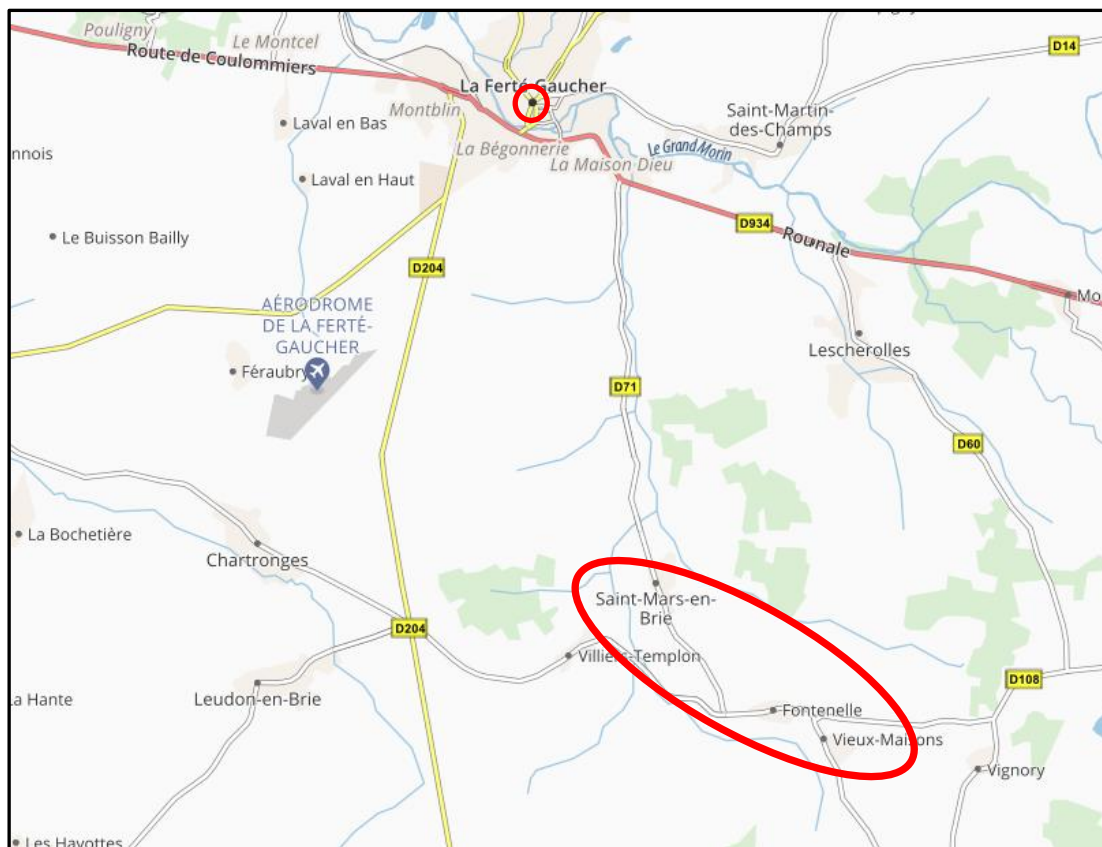 Pouligny
Le Montcel
D14
Route de Coulommiers
La Ferté-Gaucher
Montblin
Saint-Martin-
des-Champs
Laval en Bas
La Bégonnerie
Le Grand Morin
La Maison Dieu
nnois
Laval en Haut
D934
Rounale
Le Buisson Bailly
D204
AÉRODROME
DE LA FERTÉ-
GAUCHER
Mo
Lescherolles
Féraubry
D71
D60
La Bochetière
Chartronges
Saint-Mars-en-
Brie
D204
Villiers-Templon
Leudon-en-Brie
La Hante
D108
Fontenelle
Vieux-Maisons
Vignory
Les Hayottes